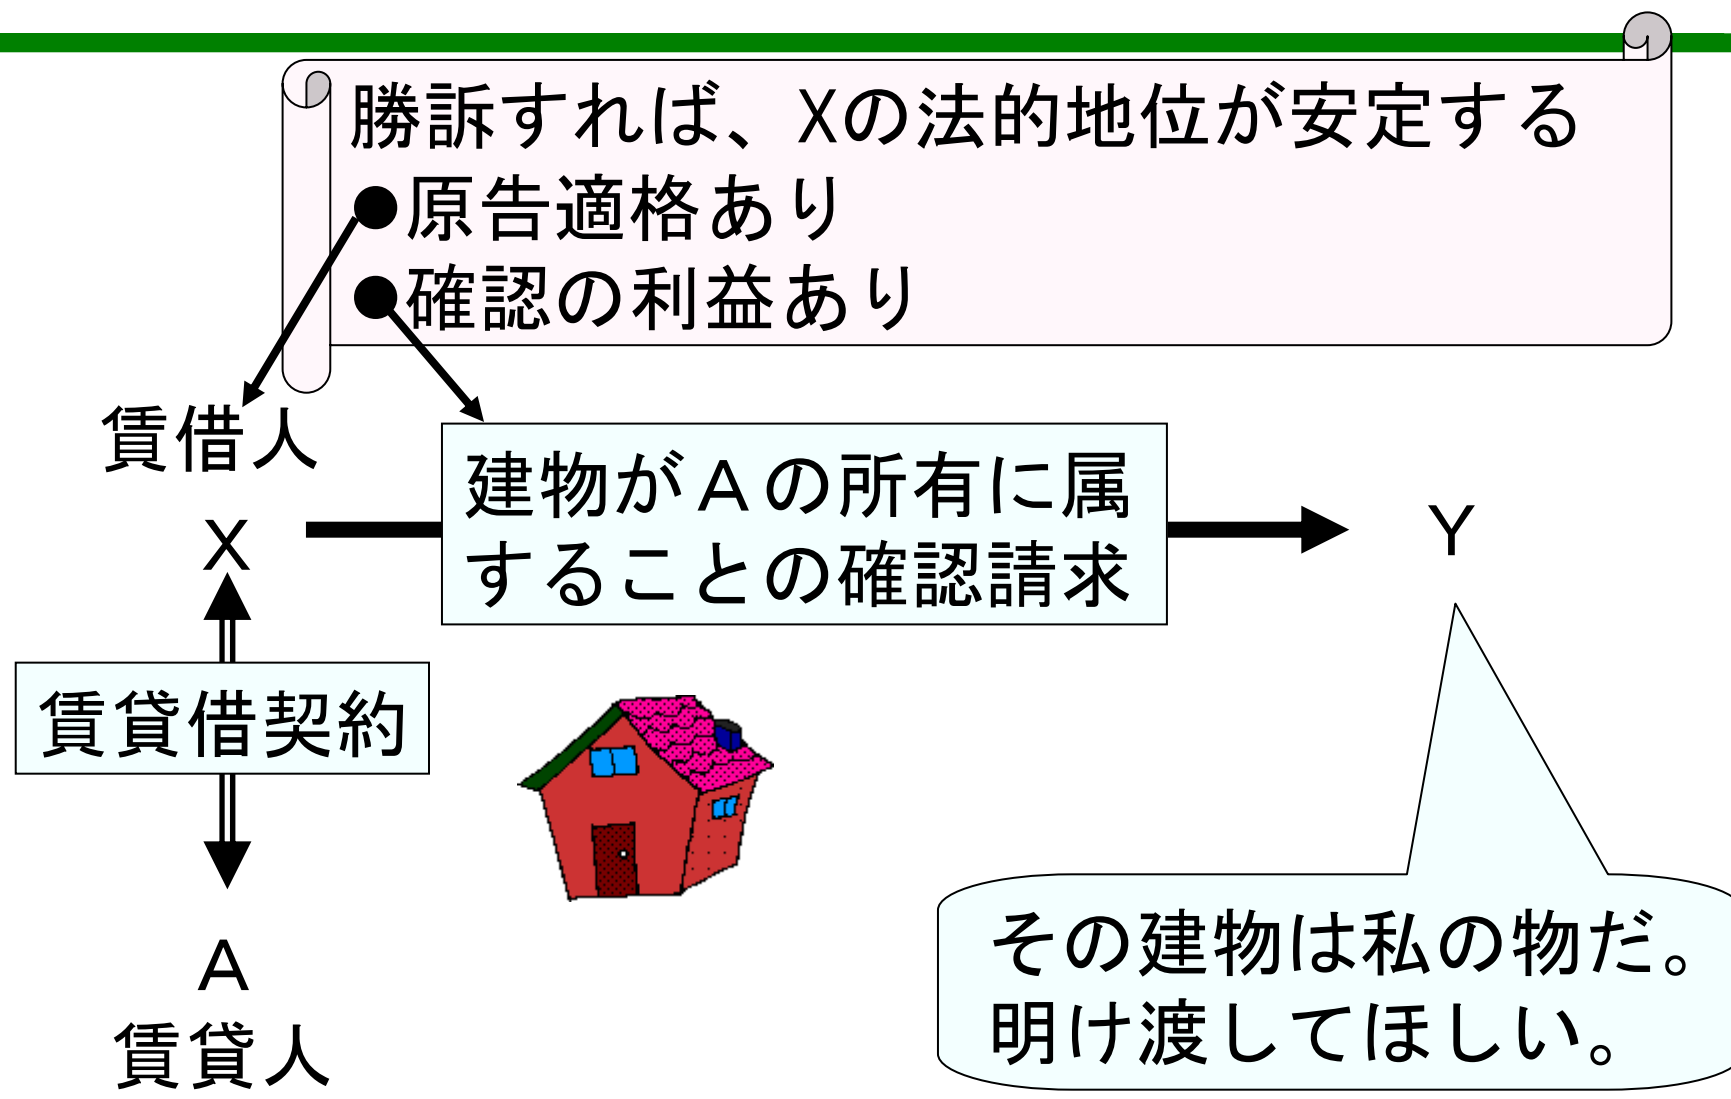 勝訴すれば、Xの法的地位が安定する
●原告適格あり
●確認の利益あり
賃借人
X
建物がAの所有に属
することの確認請求
Y
賃貸借契約
A
賃貸人
その建物は私の物だ。
明け渡してほしい。